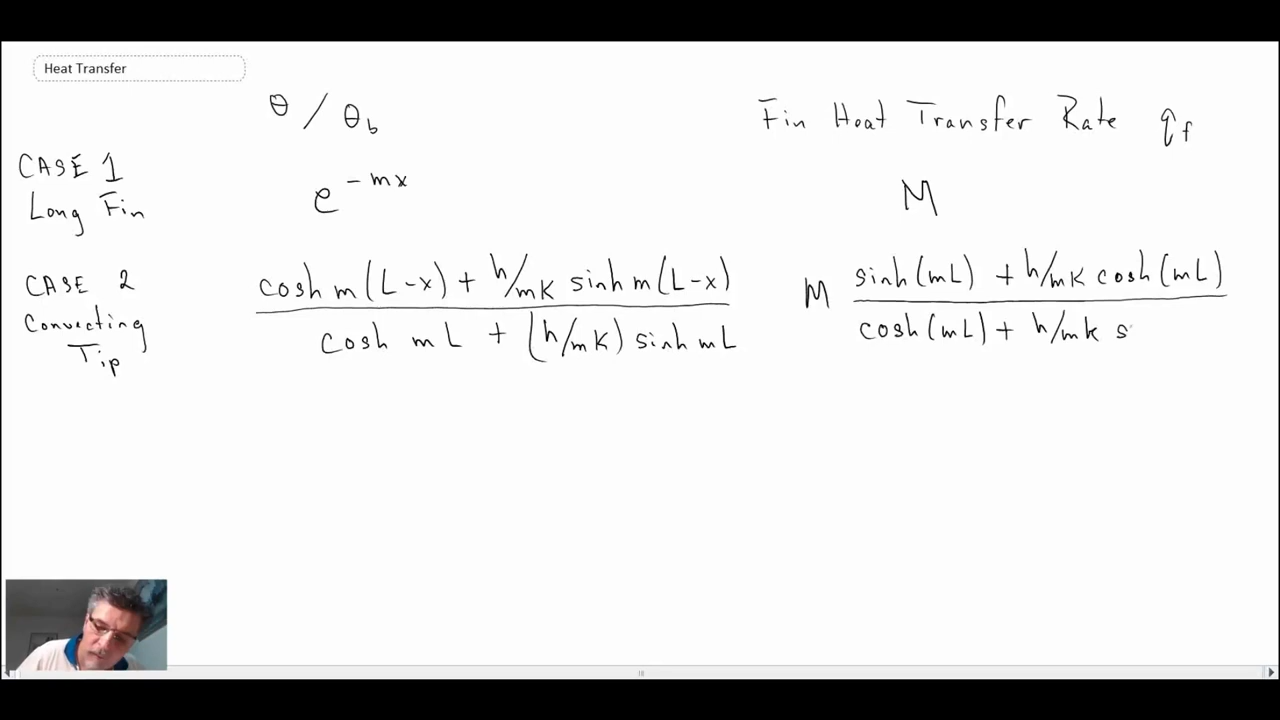 Heat Transfer
θ / θb
Fin Heat Transfer Rate qf
CASE 1
Long Fin
e^-mx
M
CASE 2
Convecting
Tip
cosh m(L-x) + h/mk sinh m(L-x)
cosh mL + (h/mk) sinh mL
M sinh(mL) + h/mk cosh(mL)
cosh(mL) + h/mk s